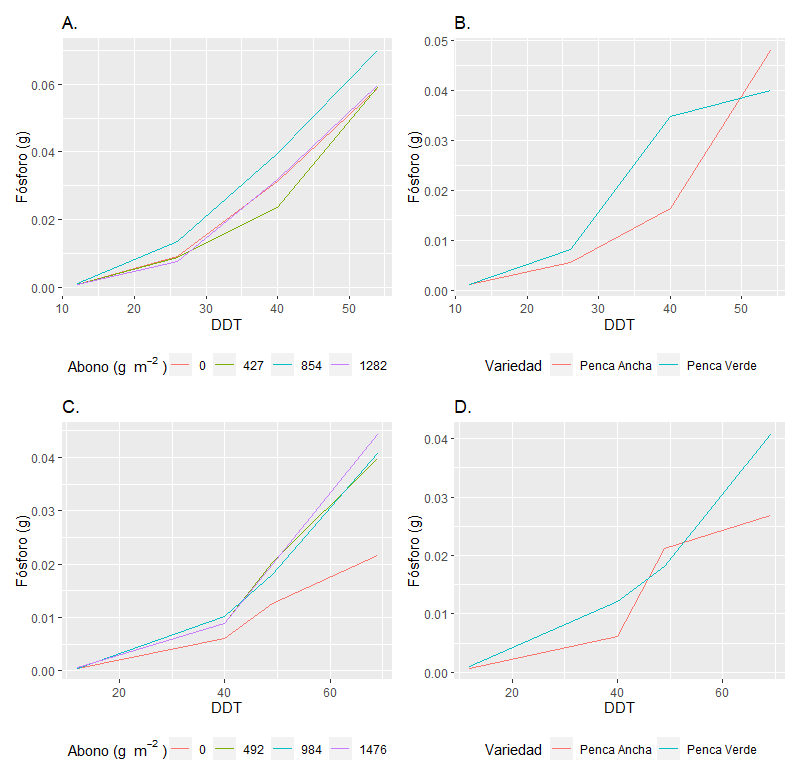 A.
Fósforo (g)
0.06
0.04
0.02
0.00
10 20 30 40 50
DDT
Abono (g m⁻²) 0 427 854 1282
B.
Fósforo (g)
0.05
0.04
0.03
0.02
0.01
0.00
10 20 30 40 50
DDT
Variedad Penca Ancha Penca Verde
C.
Fósforo (g)
0.04
0.03
0.02
0.01
0.00
20 40 60
DDT
Abono (g m⁻²) 0 492 984 1476
D.
Fósforo (g)
0.04
0.03
0.02
0.01
0.00
20 40 60
DDT
Variedad Penca Ancha Penca Verde